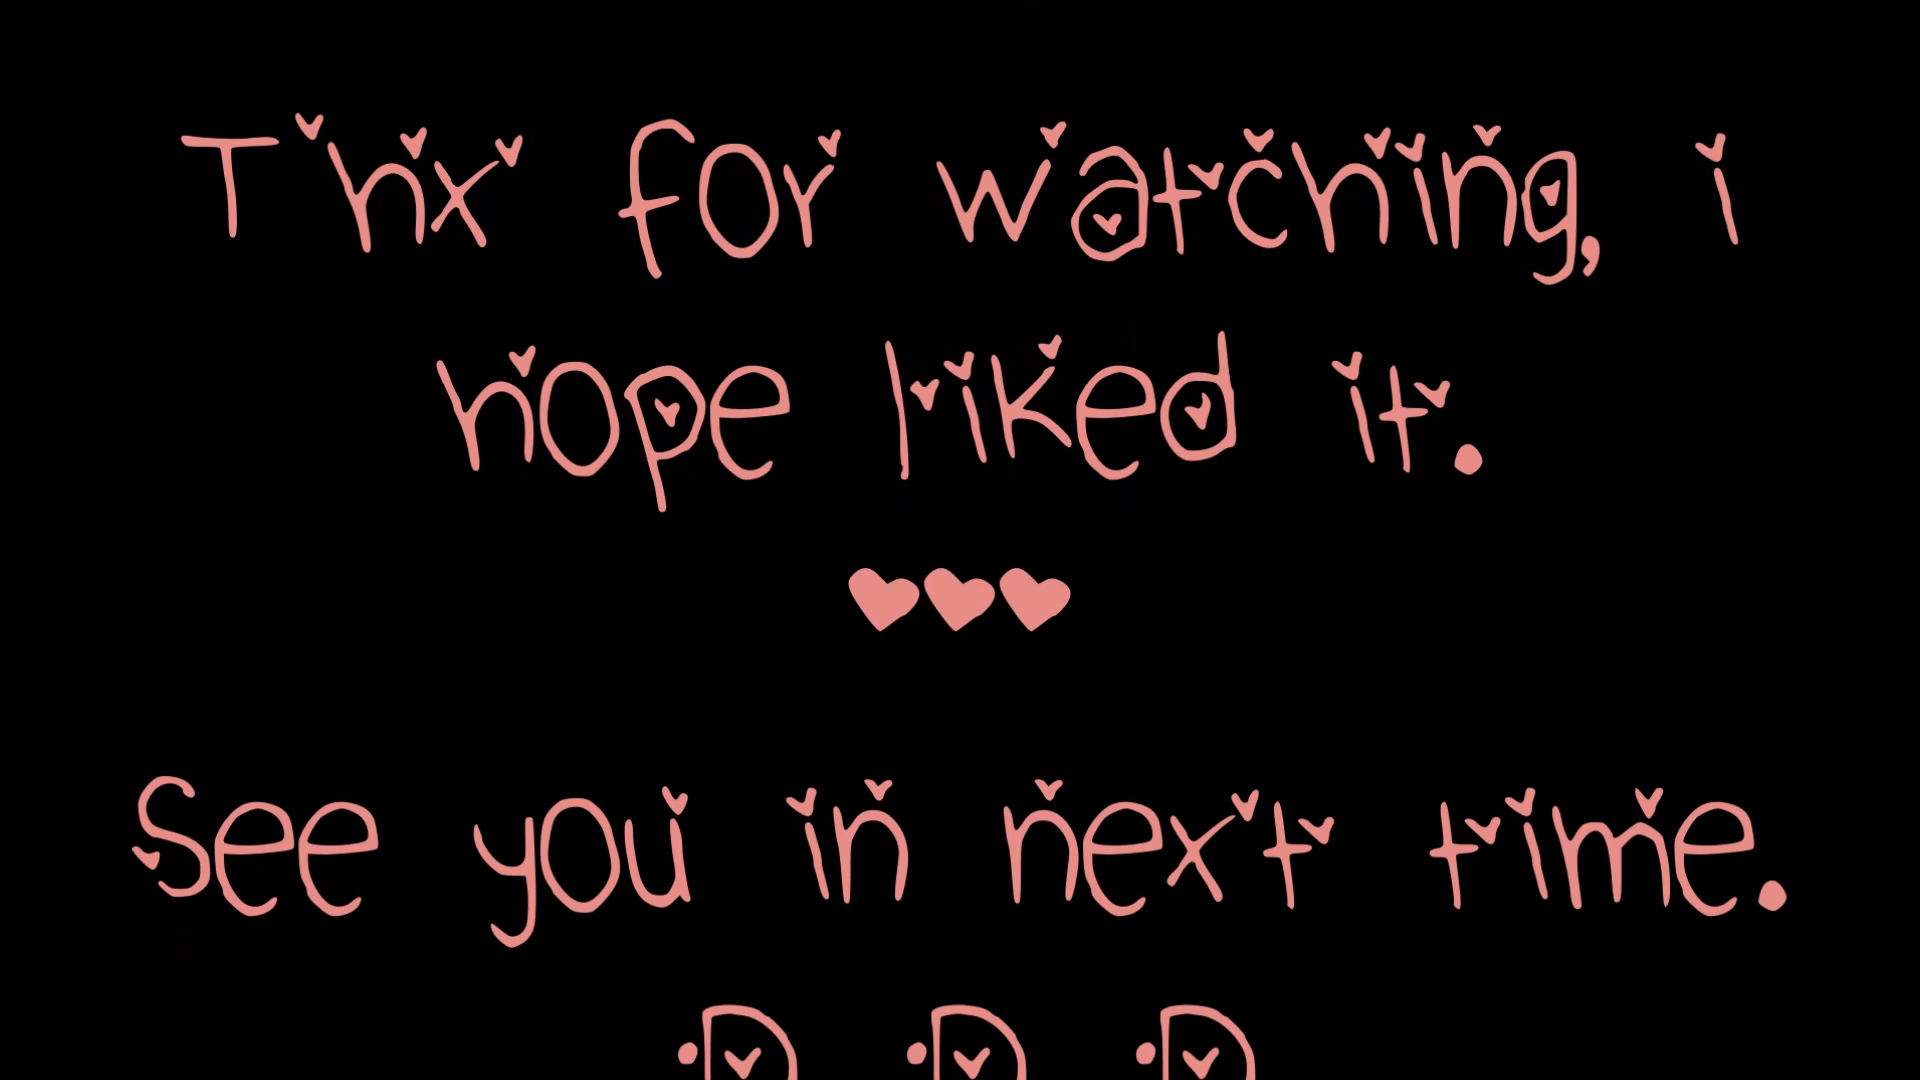 Thx for watching, i
hope liked it.
♥♥♥
See you in next time.
:D :D :D